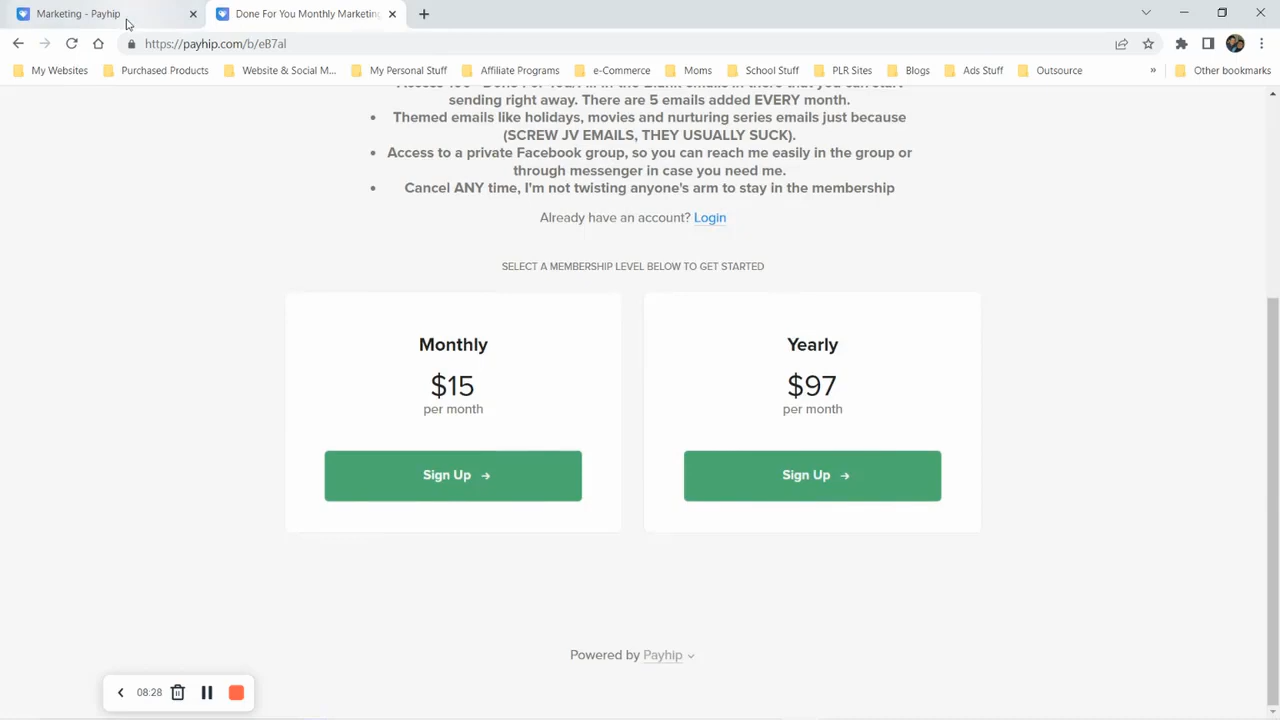 Marketing - Payhip
Done For You Monthly Marketing
https://payhip.com/b/eB7al
My Websites
Purchased Products
Website & Social M...
My Personal Stuff
Affiliate Programs
e-Commerce
Moms
School Stuff
PLR Sites
Blogs
Ads Stuff
Outsource
»
Other bookmarks
sending right away. There are 5 emails added EVERY month.
• Themed emails like holidays, movies and nurturing series emails just because
(SCREW JV EMAILS, THEY USUALLY SUCK).
• Access to a private Facebook group, so you can reach me easily in the group or
through messenger in case you need me.
• Cancel ANY time, I'm not twisting anyone's arm to stay in the membership
Already have an account? Login
SELECT A MEMBERSHIP LEVEL BELOW TO GET STARTED
Monthly
$15
per month
Sign Up →
Yearly
$97
per month
Sign Up →
Powered by Payhip
08:28